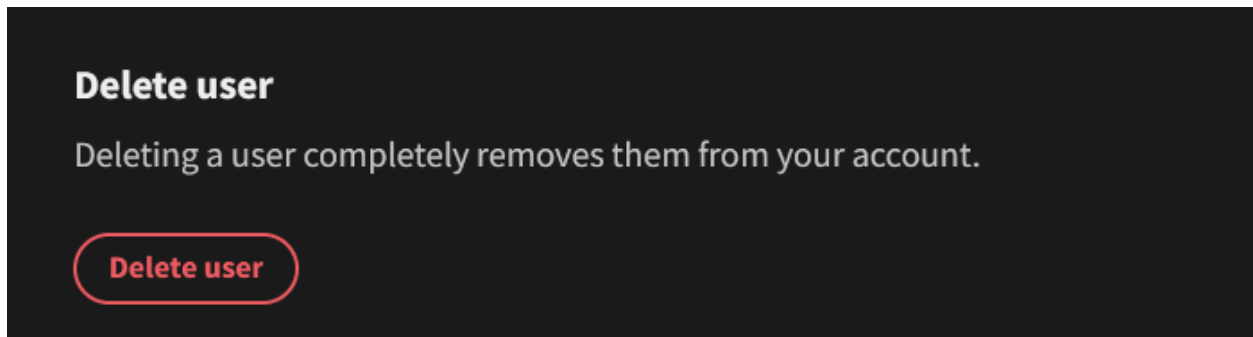 Delete user
Deleting a user completely removes them from your account.
Delete user